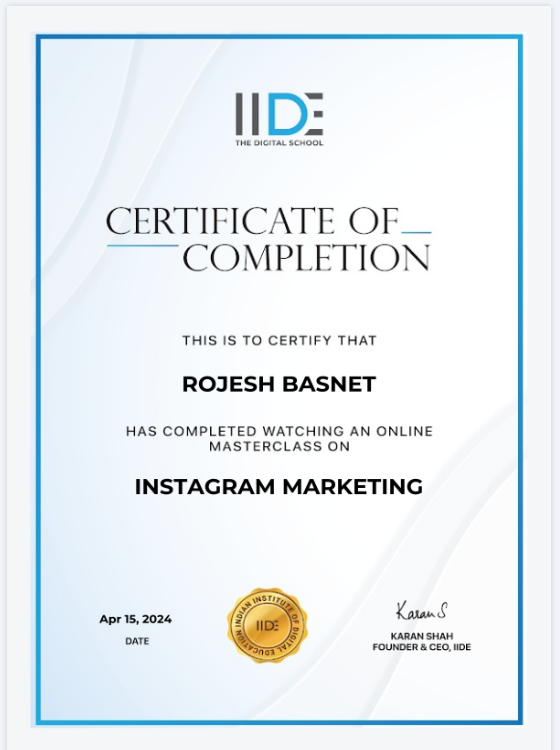 IIDE
THE DIGITAL SCHOOL
CERTIFICATE OF
COMPLETION
THIS IS TO CERTIFY THAT
ROJESH BASNET
HAS COMPLETED WATCHING AN ONLINE
MASTERCLASS ON
INSTAGRAM MARKETING
Apr 15, 2024
DATE
INDIAN INSTITUTE OF DIGITAL EDUCATION
IIDE
Karan S
KARAN SHAH
FOUNDER & CEO, IIDE